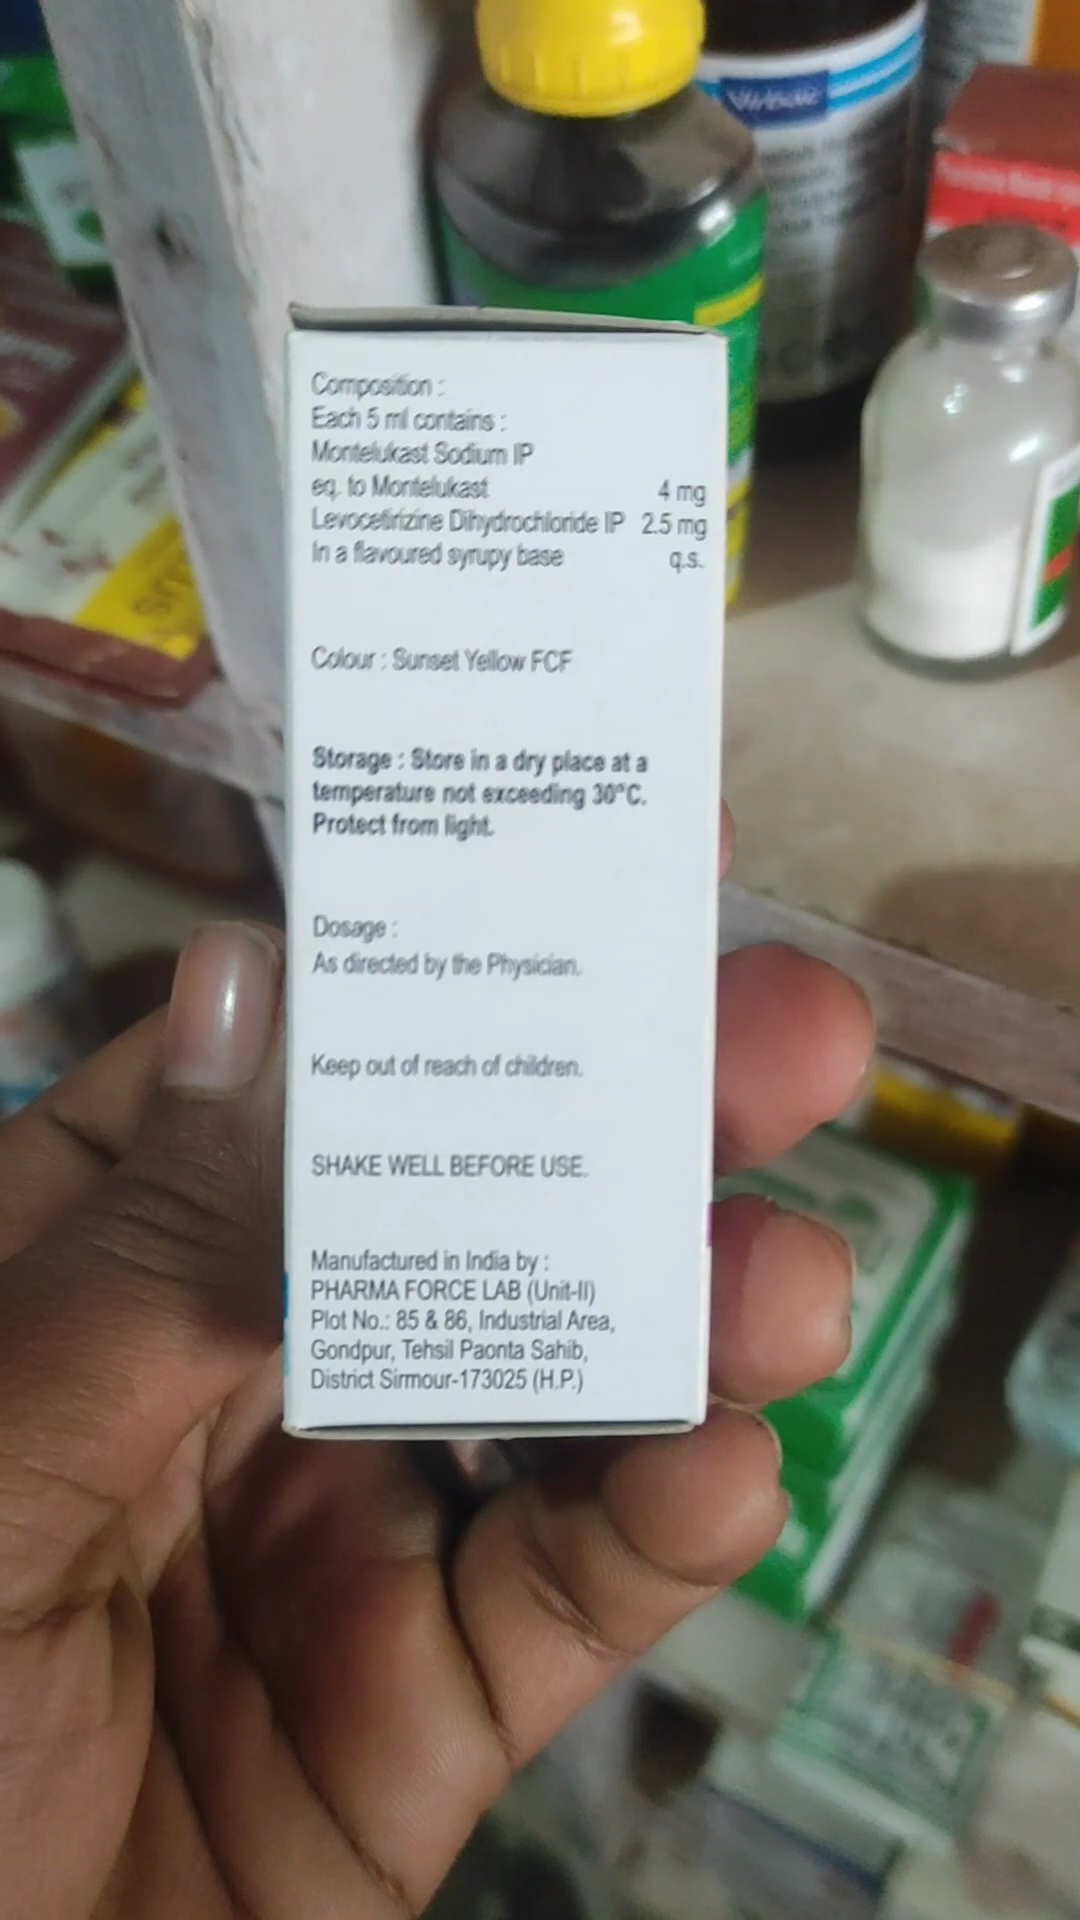 Virbac
Composition :
Each 5 ml contains :
Montelukast Sodium IP
eq. to Montelukast 4 mg
Levocetirizine Dihydrochloride IP 2.5 mg
In a flavoured syrupy base q.s.
Colour : Sunset Yellow FCF
Storage : Store in a dry place at a
temperature not exceeding 30°C.
Protect from light.
Dosage :
As directed by the Physician.
Keep out of reach of children.
SHAKE WELL BEFORE USE.
Manufactured in India by :
PHARMA FORCE LAB (Unit-II)
Plot No.: 85 & 86, Industrial Area,
Gondpur, Tehsil Paonta Sahib,
District Sirmour-173025 (H.P.)